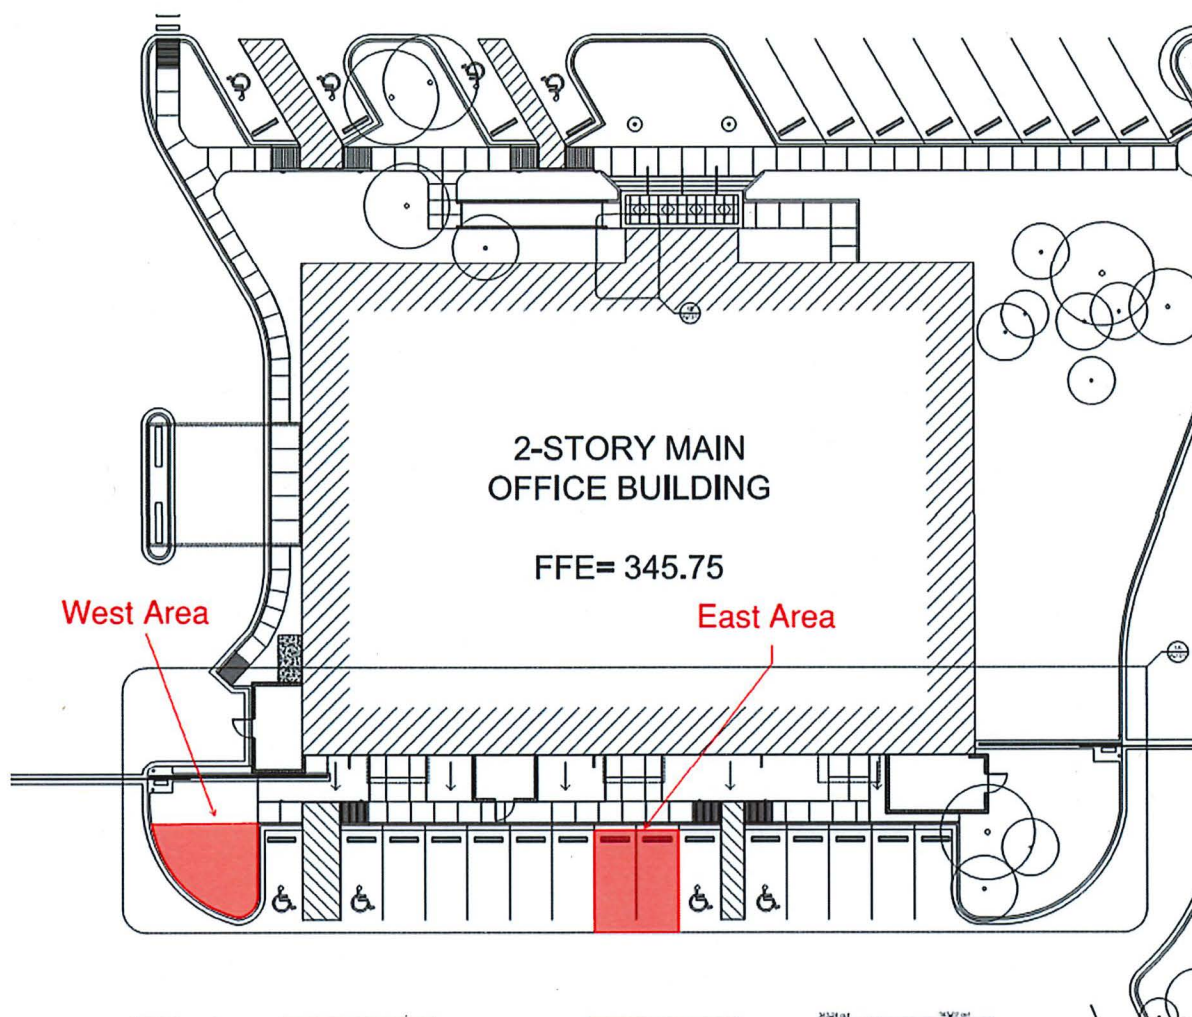 2-STORY MAIN
OFFICE BUILDING
FFE= 345.75
West Area
East Area